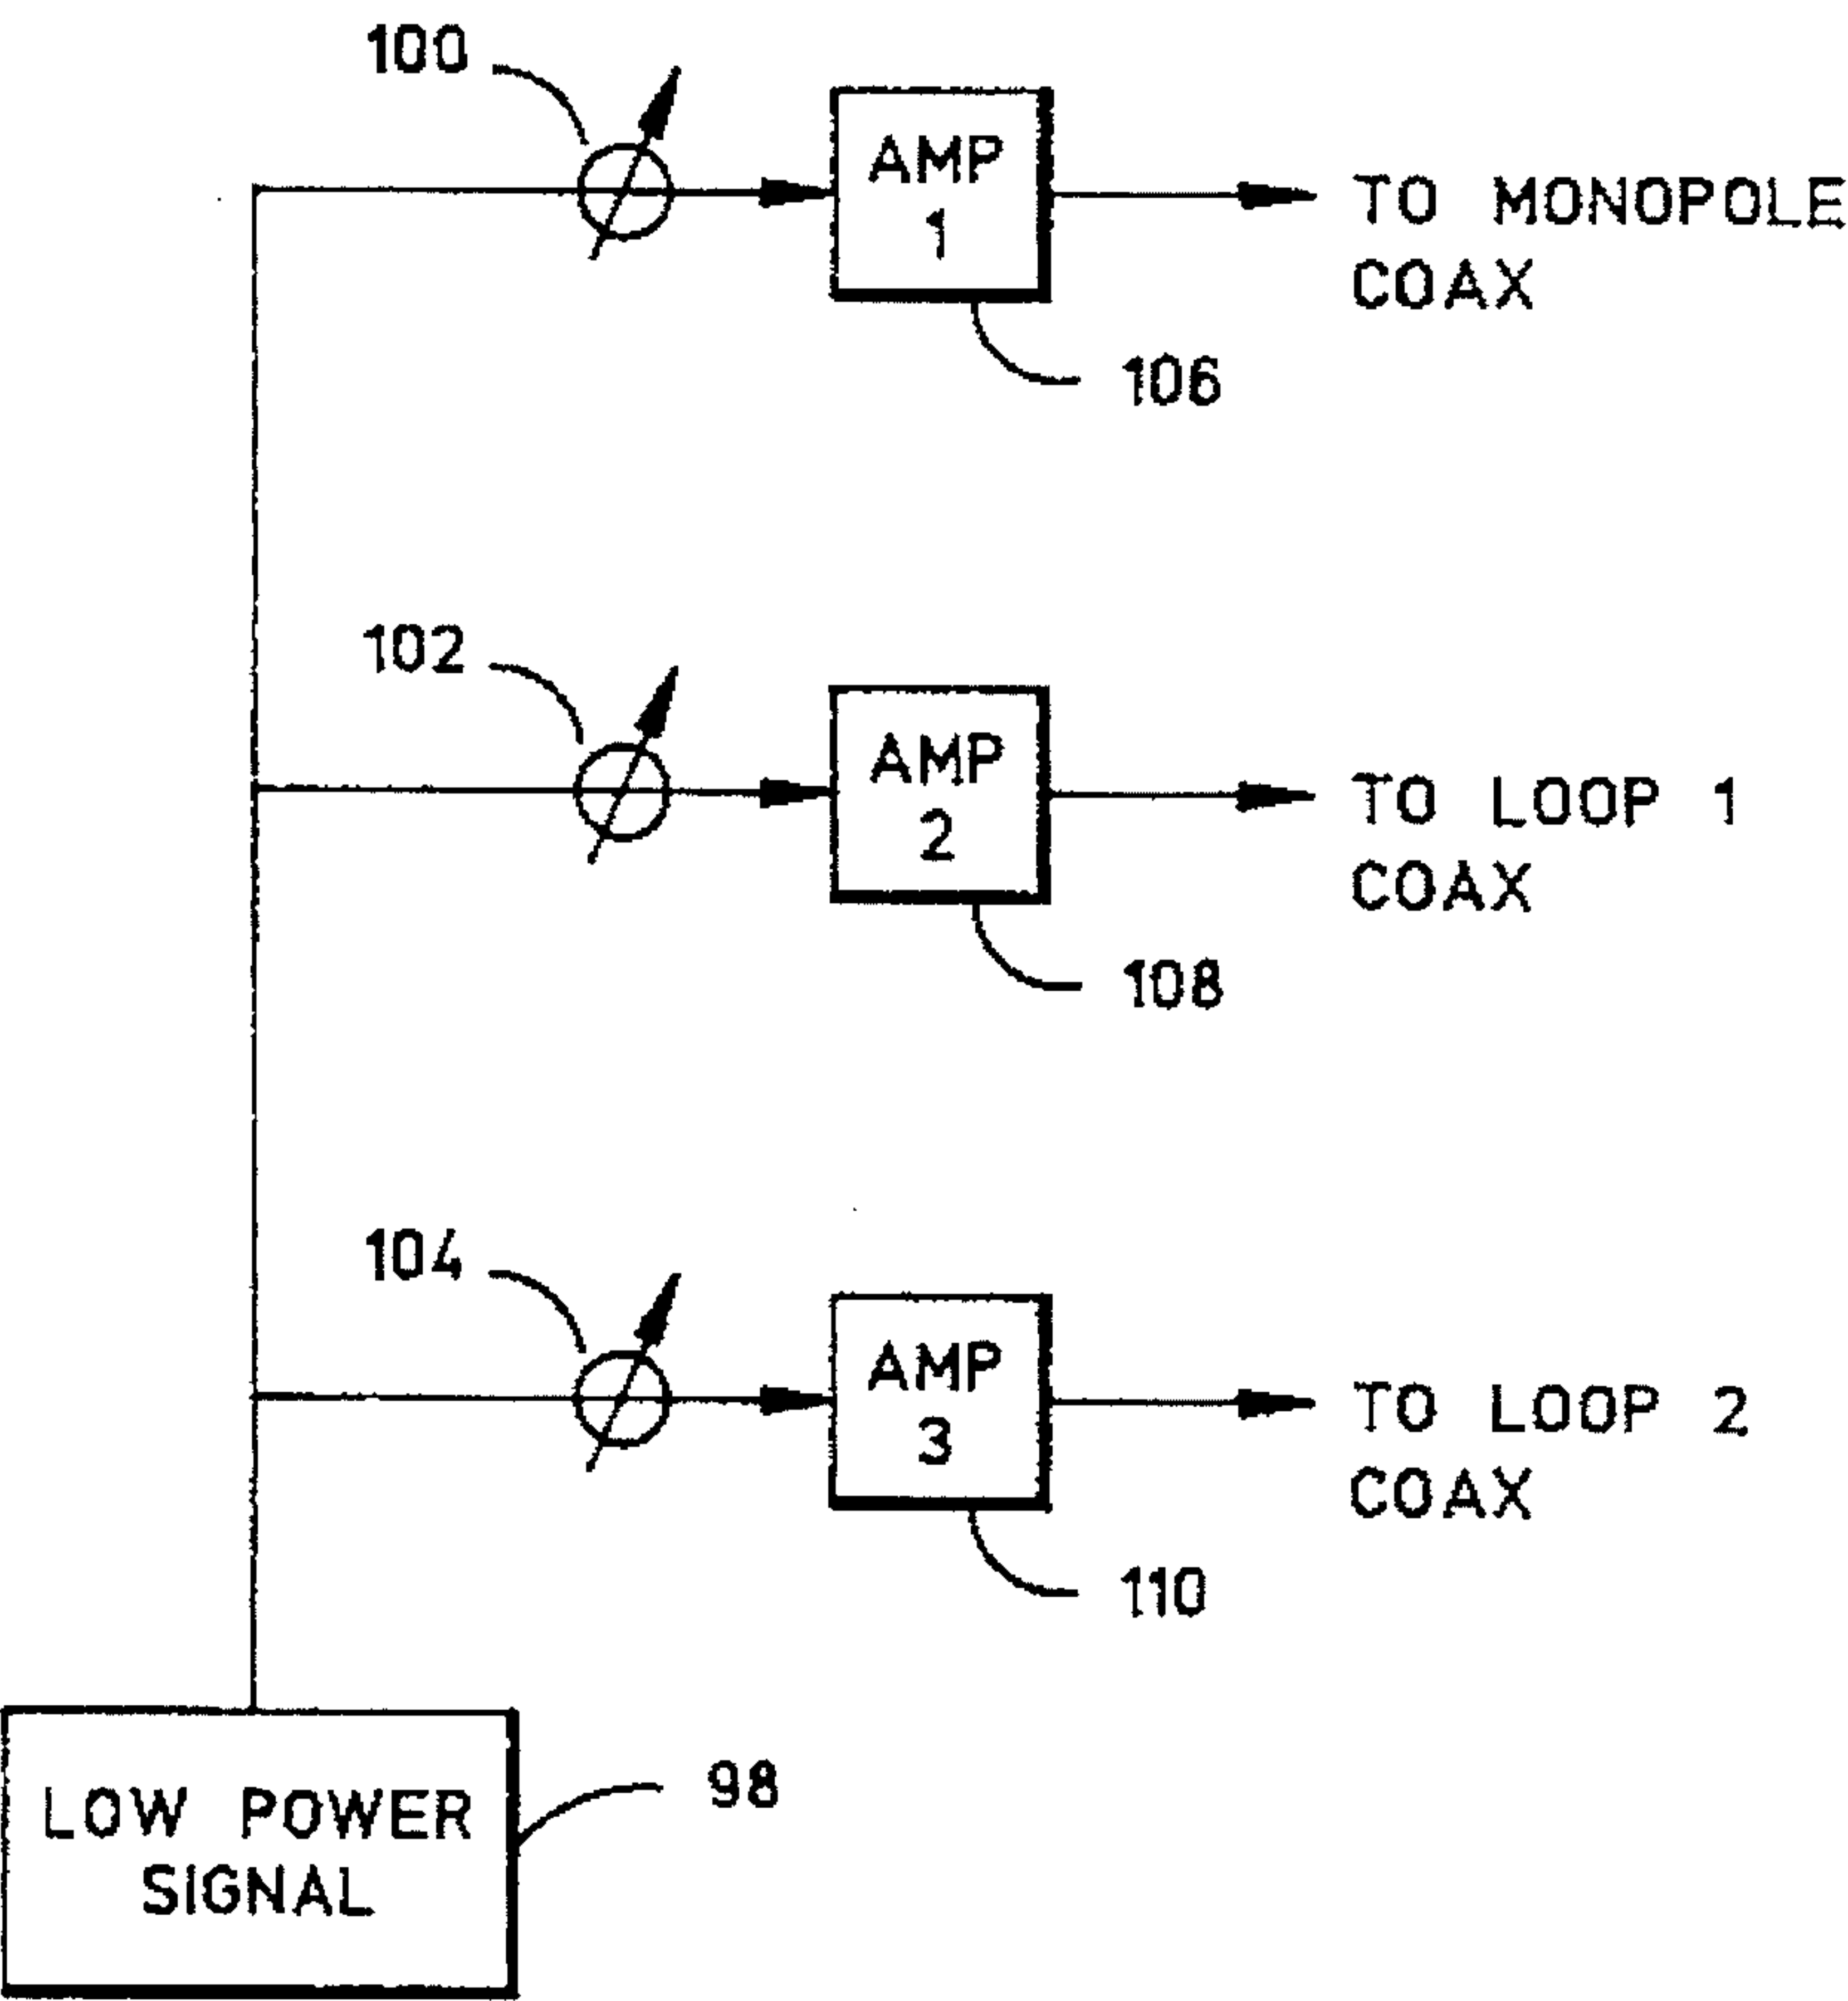 100
AMP
1
TO MONOPOLE
COAX
106
102
AMP
2
TO LOOP 1
COAX
108
104
AMP
3
TO LOOP 2
COAX
110
LOW POWER
SIGNAL
98